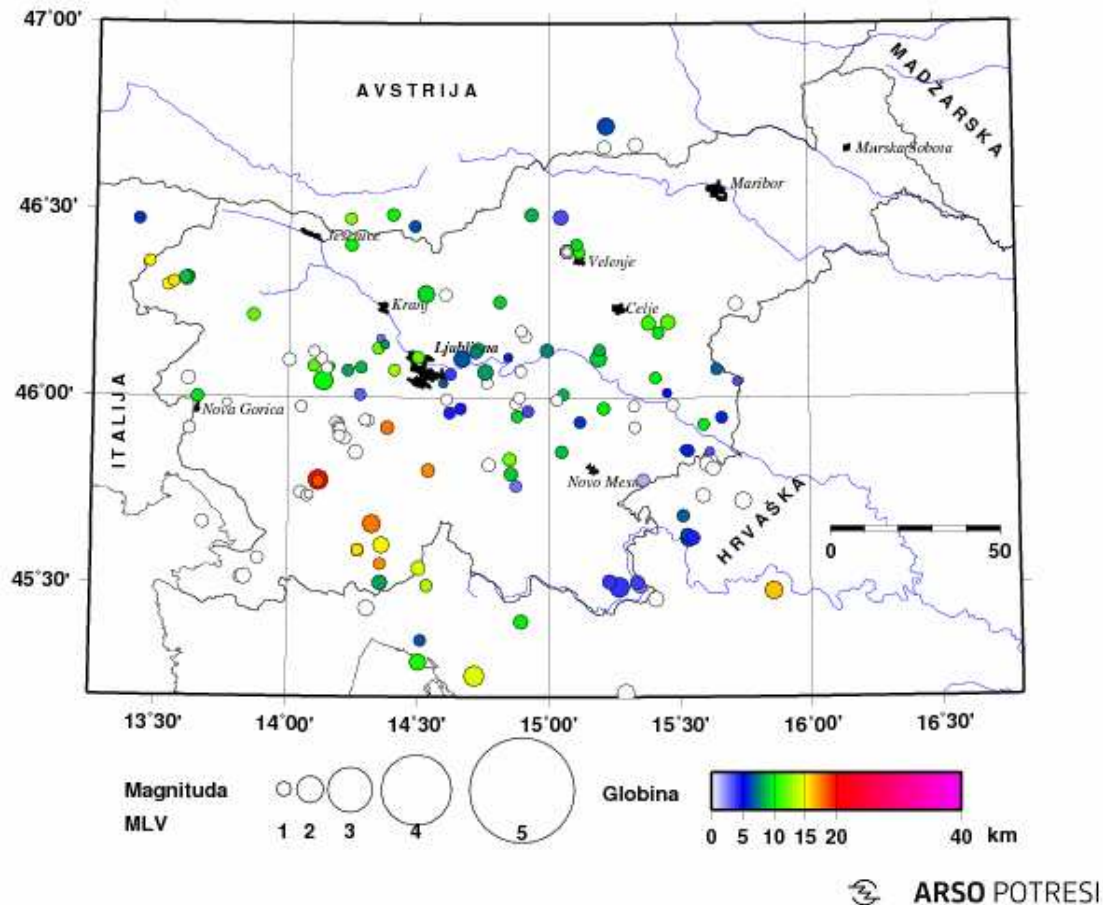 47°00'
AVSTRIJA
MADŽARSKA
Murska Sobota
Maribor
46°30'
Jesenice
Velenje
Kranj
Celje
Ljubljana
46°00'
ITALIJA
Nova Gorica
Novo Mesto
HRVAŠKA
0 50
45°30'
13°30' 14°00' 14°30' 15°00' 15°30' 16°00' 16°30'
Magnituda
MLV
1 2 3 4 5
Globina
0 5 10 15 20 40 km
ARSO POTRESI